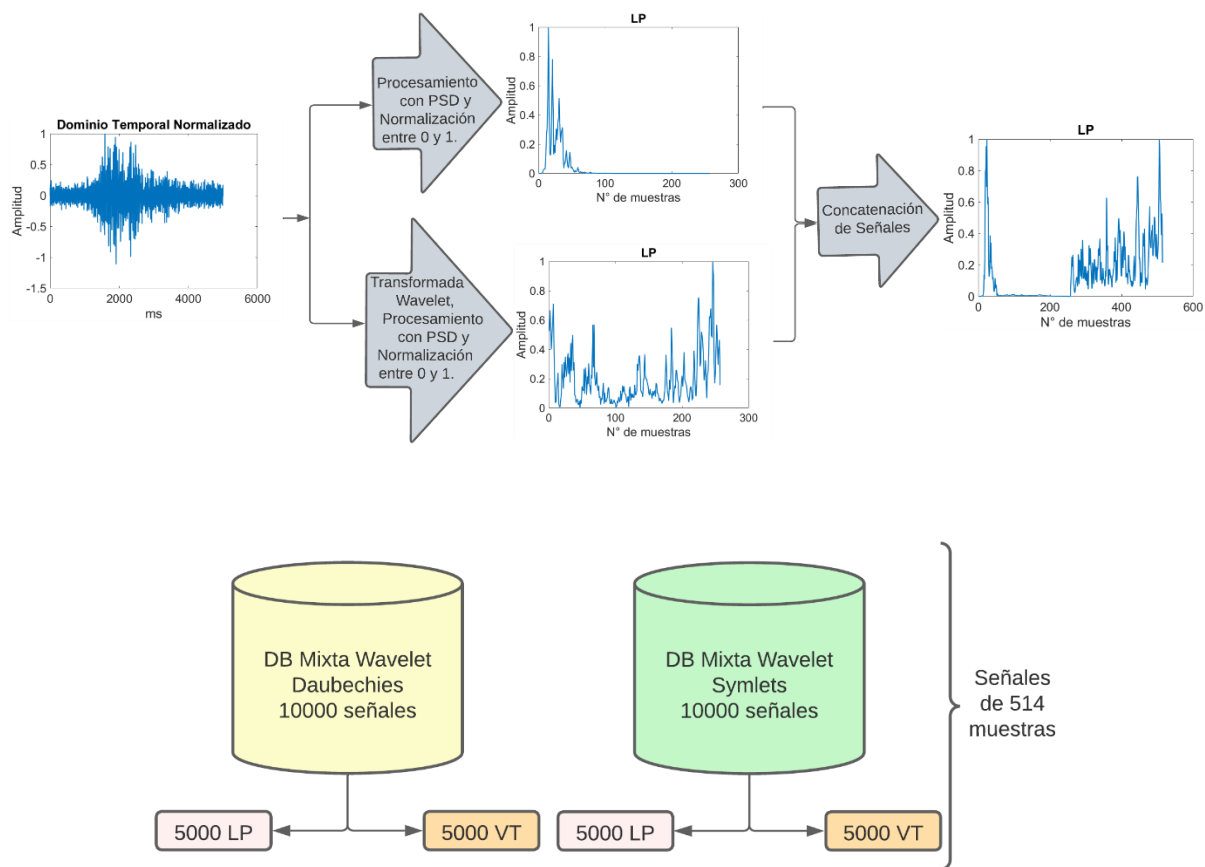 Dominio Temporal Normalizado
Amplitud
1
0.5
0
-0.5
-1
-1.5
0
2000
4000
6000
ms
Procesamiento
con PSD y
Normalización
entre 0 y 1.
LP
Amplitud
1
0.8
0.6
0.4
0.2
0
0
100
200
300
N° de muestras
Transformada
Wavelet,
Procesamiento
con PSD y
Normalización
entre 0 y 1.
LP
Amplitud
1
0.8
0.6
0.4
0.2
0
0
100
200
300
N° de muestras
Concatenación
de Señales
LP
Amplitud
1
0.8
0.6
0.4
0.2
0
0
200
400
600
N° de muestras
DB Mixta Wavelet
Daubechies
10000 señales
5000 LP
5000 VT
DB Mixta Wavelet
Symlets
10000 señales
5000 LP
5000 VT
Señales
de 514
muestras